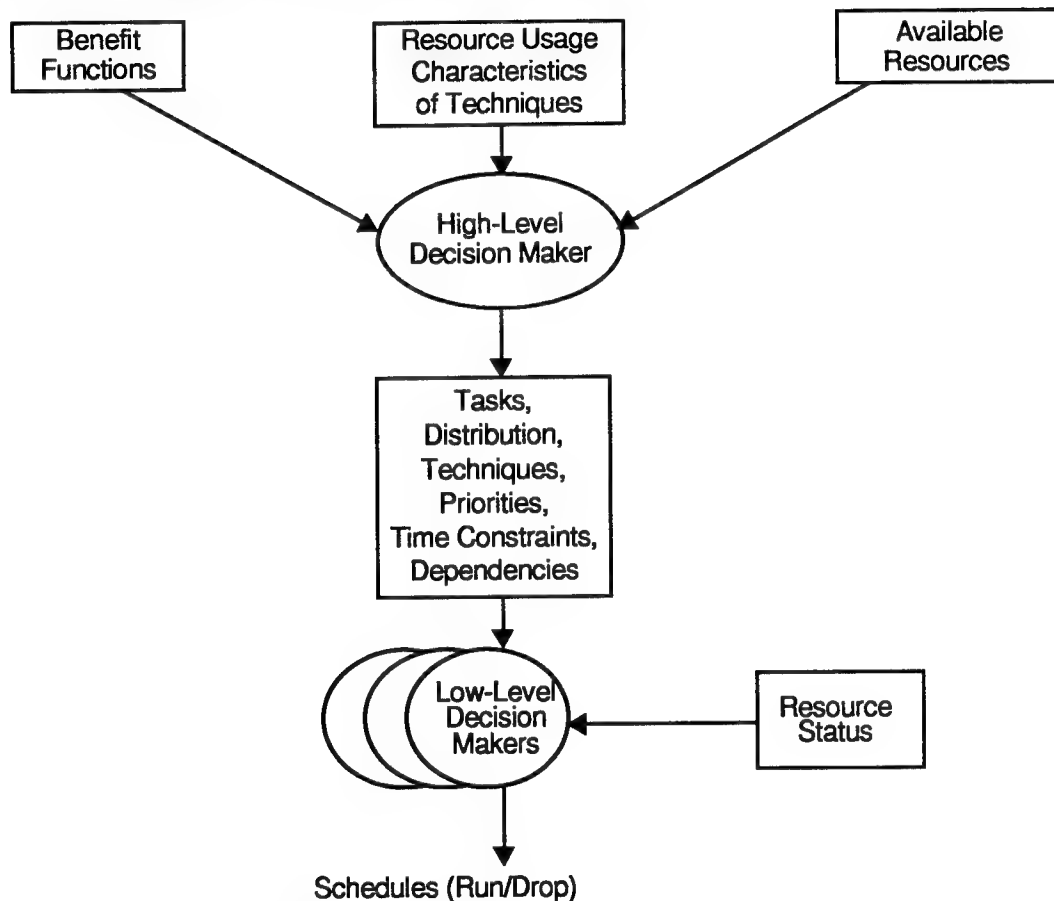 Benefit
Functions
Resource Usage
Characteristics
of Techniques
Available
Resources
High-Level
Decision Maker
Tasks,
Distribution,
Techniques,
Priorities,
Time Constraints,
Dependencies
Low-Level
Decision
Makers
Resource
Status
Schedules (Run/Drop)